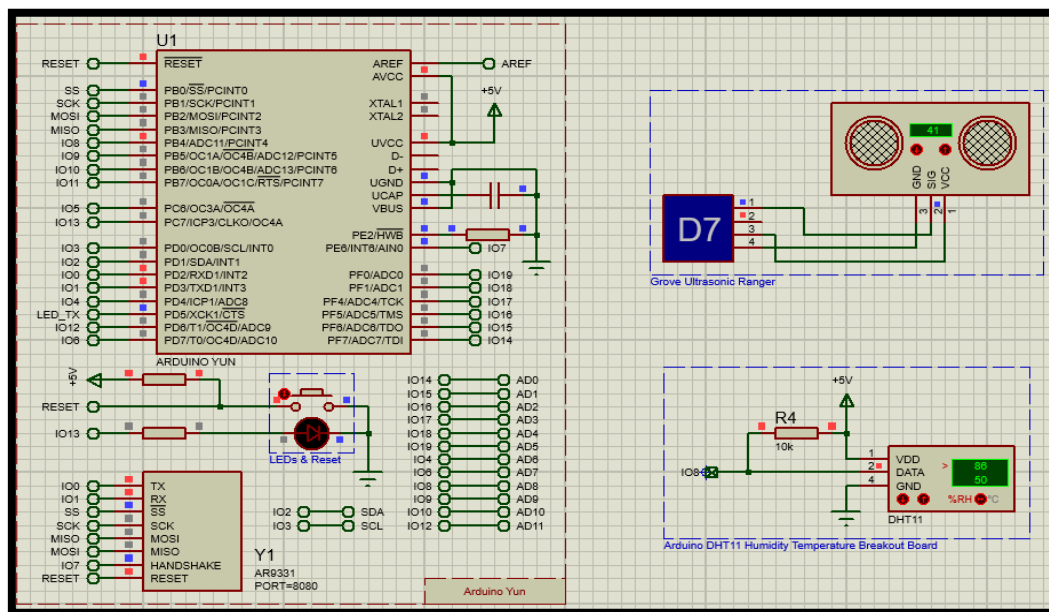 U1
RESET
RESET
AREF
AREF
AVCC
+5V
SS
PB0/SS/PCINT0
SCK
PB1/SCK/PCINT1
XTAL1
MOSI
PB2/MOSI/PCINT2
XTAL2
MISO
PB3/MISO/PCINT3
IO8
PB4/ADC11/PCINT4
UVCC
IO9
PB5/OC1A/OC4B/ADC12/PCINT5
D-
IO10
PB6/OC1B/OC4B/ADC13/PCINT6
D+
IO11
PB7/OC0A/OC1C/RTS/PCINT7
UGND
UCAP
IO5
PC6/OC3A/OC4A
VBUS
IO13
PC7/ICP3/CLKO/OC4A
PE2/HWB
IO3
PD0/OC0B/SCL/INT0
PE6/INT6/AIN0
IO7
IO2
PD1/SDA/INT1
IO0
PD2/RXD1/INT2
PF0/ADC0
IO19
IO1
PD3/TXD1/INT3
PF1/ADC1
IO18
IO4
PD4/ICP1/ADC8
PF4/ADC4/TCK
IO17
LED_TX
PD5/XCK1/CTS
PF5/ADC5/TMS
IO16
IO12
PD6/T1/OC4D/ADC9
PF6/ADC6/TDO
IO15
IO6
PD7/T0/OC4D/ADC10
PF7/ADC7/TDI
IO14
ARDUINO YUN
+5V
RESET
IO13
LEDs & Reset
IO14 AD0
IO15 AD1
IO16 AD2
IO17 AD3
IO18 AD4
IO19 AD5
IO4 AD6
IO6 AD7
IO8 AD8
IO9 AD9
IO10 AD10
IO12 AD11
IO0 TX
IO1 RX
SS SS
SCK SCK
MISO MOSI
MOSI MISO
IO7 HANDSHAKE
RESET RESET
Y1
AR9331
PORT=8080
IO2 SDA
IO3 SCL
Arduino Yun
41
GND
SIG
VCC
3
2
1
D7
1
2
3
4
Grove Ultrasonic Ranger
+5V
R4
10k
IO8
1
2
4
VDD
DATA
GND
>
86
50
%RH
°C
DHT11
Arduino DHT11 Humidity Temperature Breakout Board